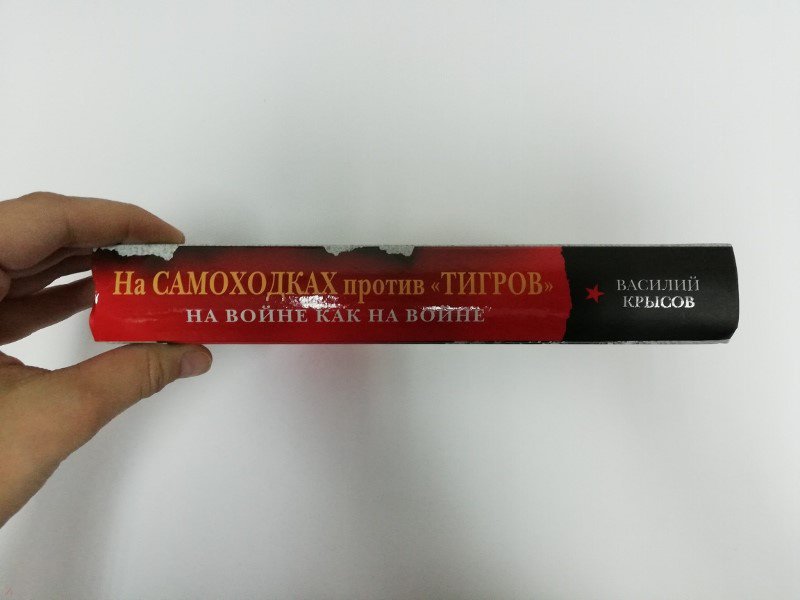 На САМОХОДКАХ против «ТИГРОВ»
НА ВОЙНЕ КАК НА ВОЙНЕ
ВАСИЛИЙ
КРЫСОВ